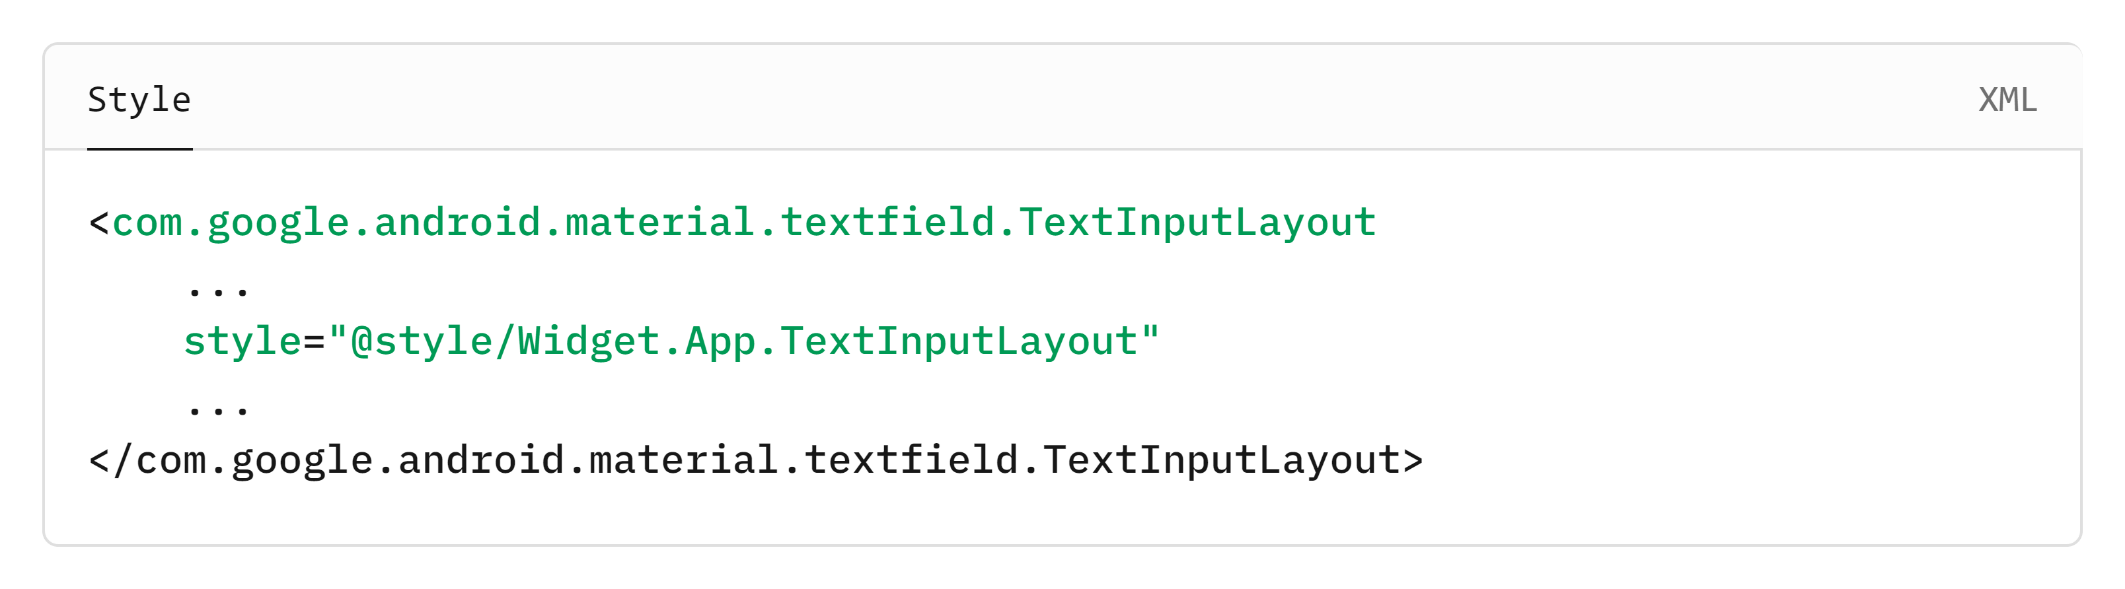 Style
XML
<com.google.android.material.textfield.TextInputLayout
    ...
    style="@style/Widget.App.TextInputLayout"
    ...
</com.google.android.material.textfield.TextInputLayout>